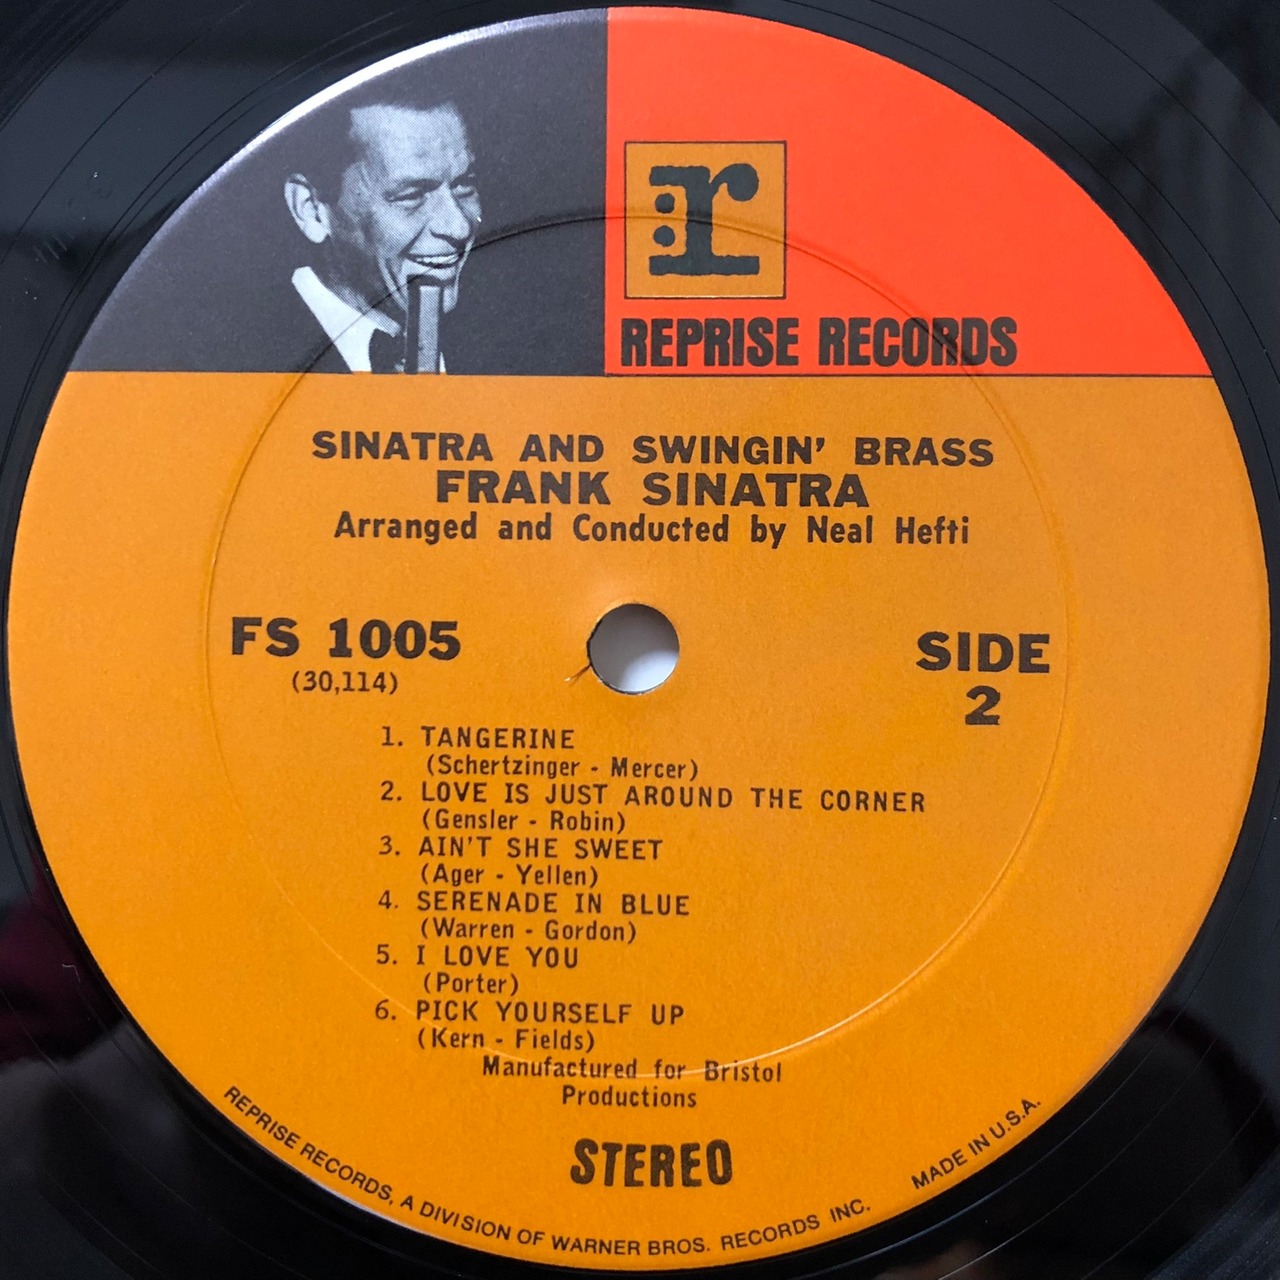 r
REPRISE RECORDS
SINATRA AND SWINGIN' BRASS
FRANK SINATRA
Arranged and Conducted by Neal Hefti
FS 1005
(30,114)
SIDE
2
1. TANGERINE
(Schertzinger - Mercer)
2. LOVE IS JUST AROUND THE CORNER
(Gensler - Robin)
3. AIN'T SHE SWEET
(Ager - Yellen)
4. SERENADE IN BLUE
(Warren - Gordon)
5. I LOVE YOU
(Porter)
6. PICK YOURSELF UP
(Kern - Fields)
Manufactured for Bristol
Productions
STEREO
REPRISE RECORDS, A DIVISION OF WARNER BROS. RECORDS INC. MADE IN U.S.A.